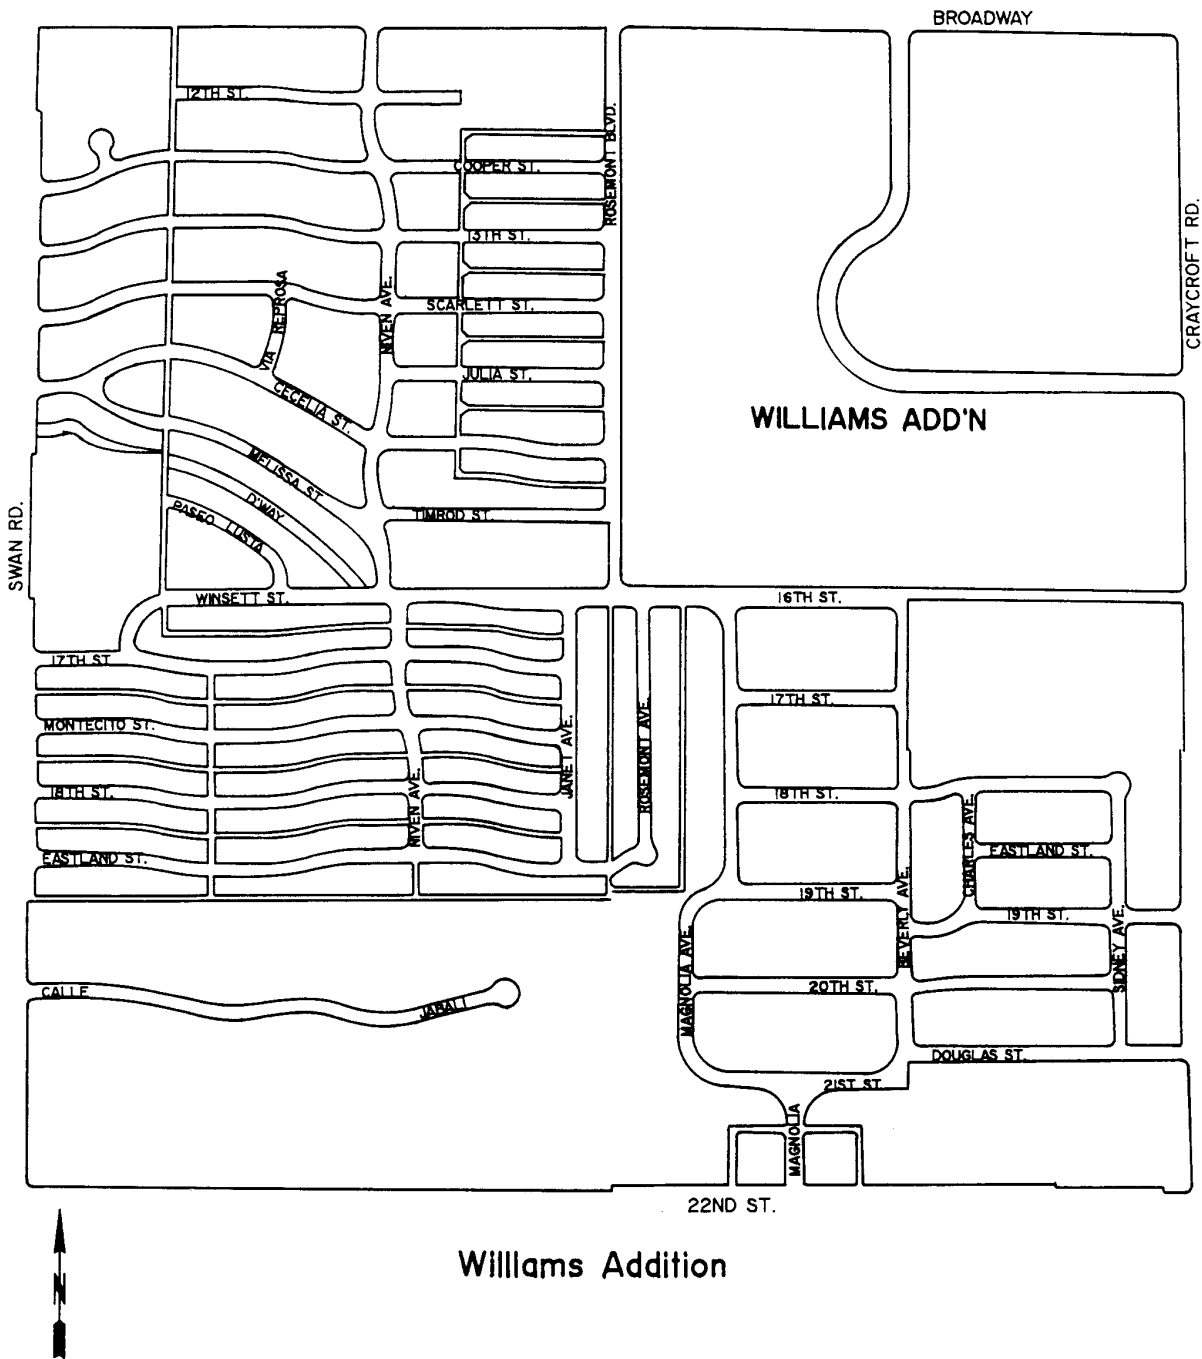 BROADWAY
12TH ST.
ROSEMONT BLVD.
COOPER ST.
13TH ST.
CRAYCROFT RD.
VIA REPROSA
NIVEN AVE.
SCARLETT ST.
JULIA ST.
CECELIA ST.
WILLIAMS ADD'N
MELISSA ST
D'WAY
PASEO LUSTA
TIMROD ST.
SWAN RD.
WINSETT ST.
16TH ST.
17TH ST
17TH ST.
MONTECITO ST.
JANET AVE.
ROSEMONT AVE.
18TH ST.
18TH ST.
NIVEN AVE.
CHARLES AVE.
EASTLAND ST.
EASTLAND ST.
19TH ST.
BEVERLY AVE.
19TH ST.
SIDNEY AVE.
MAGNOLIA AVE.
CALLE JABALI
20TH ST.
DOUGLAS ST.
21ST ST.
MAGNOLIA
22ND ST.
Williams Addition
N